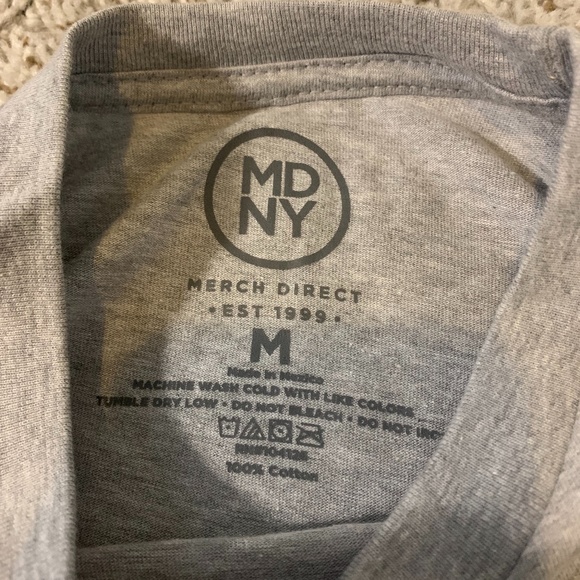 MD
NY
MERCH DIRECT
• EST 1999 •
M
Made in Mexico
MACHINE WASH COLD WITH LIKE COLORS
TUMBLE DRY LOW • DO NOT BLEACH • DO NOT IRON
100% Cotton